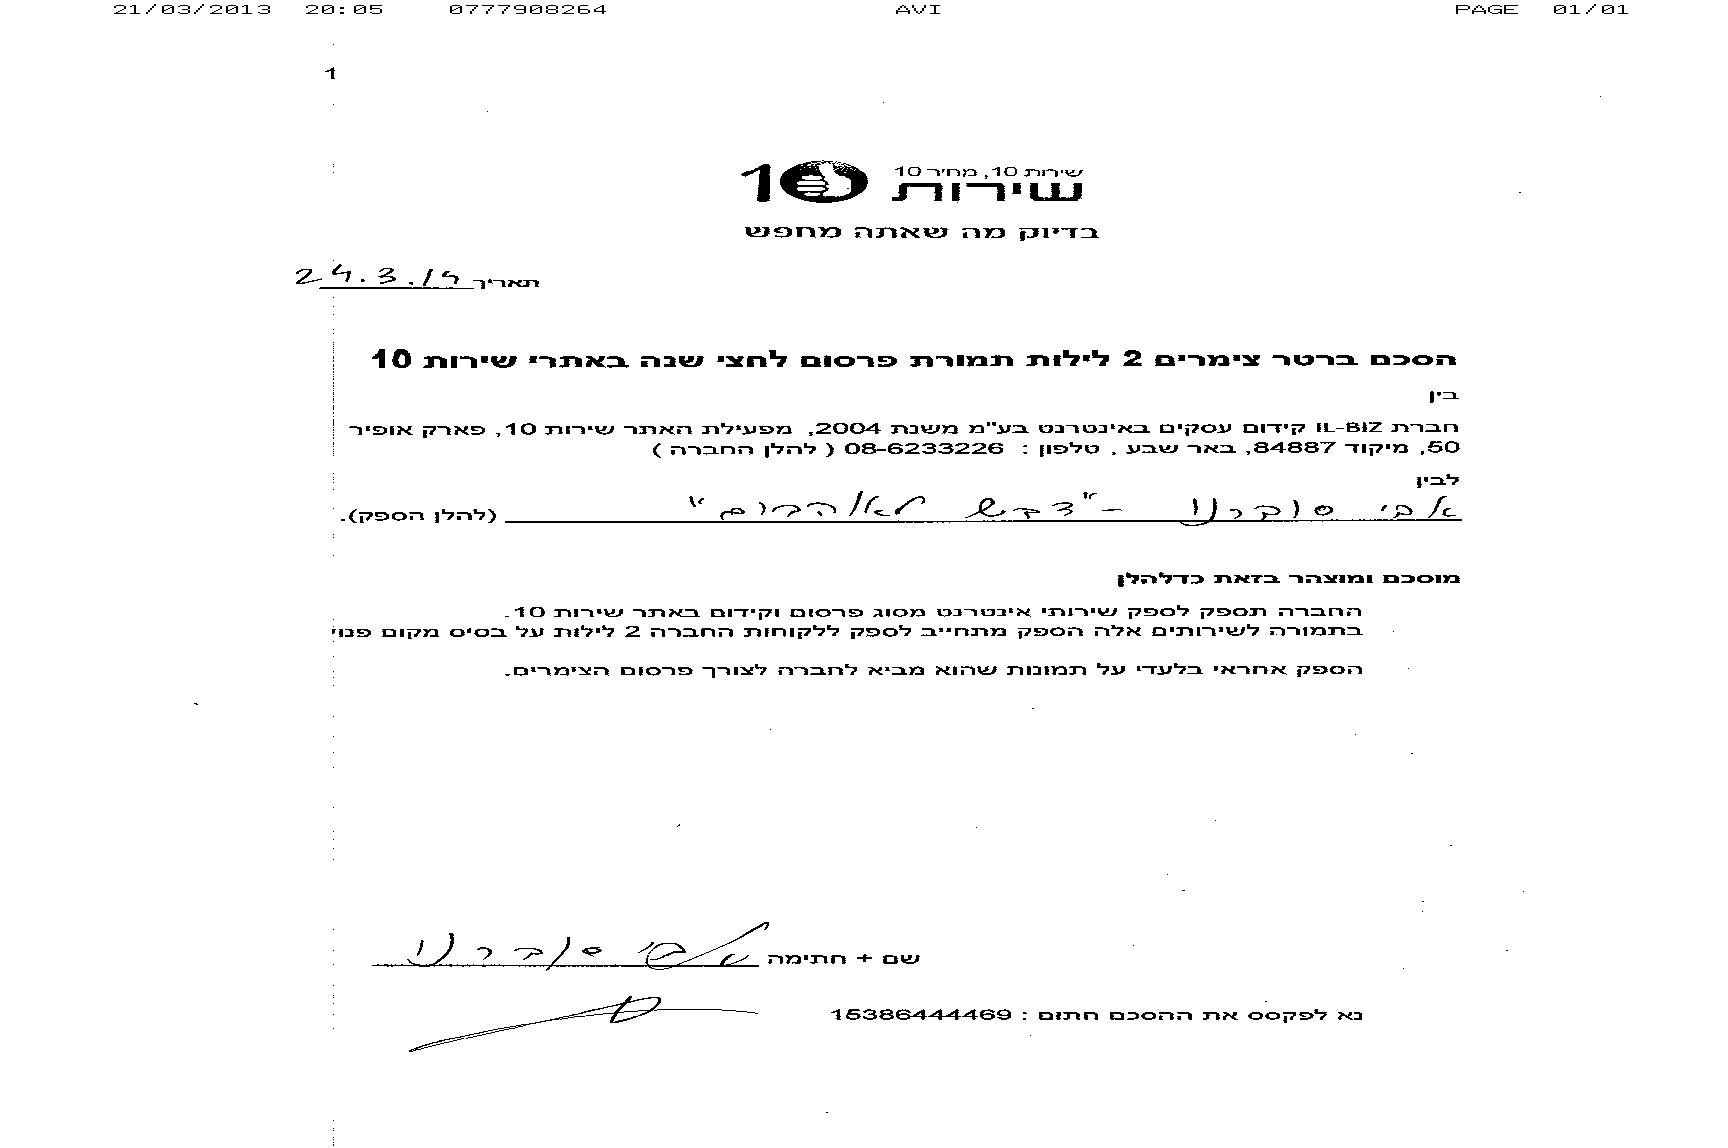 21/03/2013 20:05 0777908264 AVI PAGE 01/01
1
שירות 10, מחיר 10
שירות 10
בדיוק מה שאתה מחפש
תאריך 24.3.14
הסכם ברטר צימרים 2 לילות תמורת פרסום לחצי שנה באתרי שירות 10
בין
חברת IL-BIZ קידום עסקים באינטרנט בע"מ משנת 2004, מפעילת האתר שירות 10, פארק אופיר
50, מיקוד 84887, באר שבע , טלפון : 08-6233226 ( להלן החברה )
לבין
אבי סוברנו - "דבש לאוהבים" (להלן הספק).
מוסכם ומוצהר בזאת כדלהלן
החברה תספק לספק שירותי אינטרנט מסוג פרסום וקידום באתר שירות 10.
בתמורה לשירותים אלה הספק מתחייב לספק ללקוחות החברה 2 לילות על בסיס מקום פנוי
הספק אחראי בלעדי על תמונות שהוא מביא לחברה לצורך פרסום הצימרים.
שם + חתימה אבי סוברנו
נא לפקסס את ההסכם חתום : 15386444469